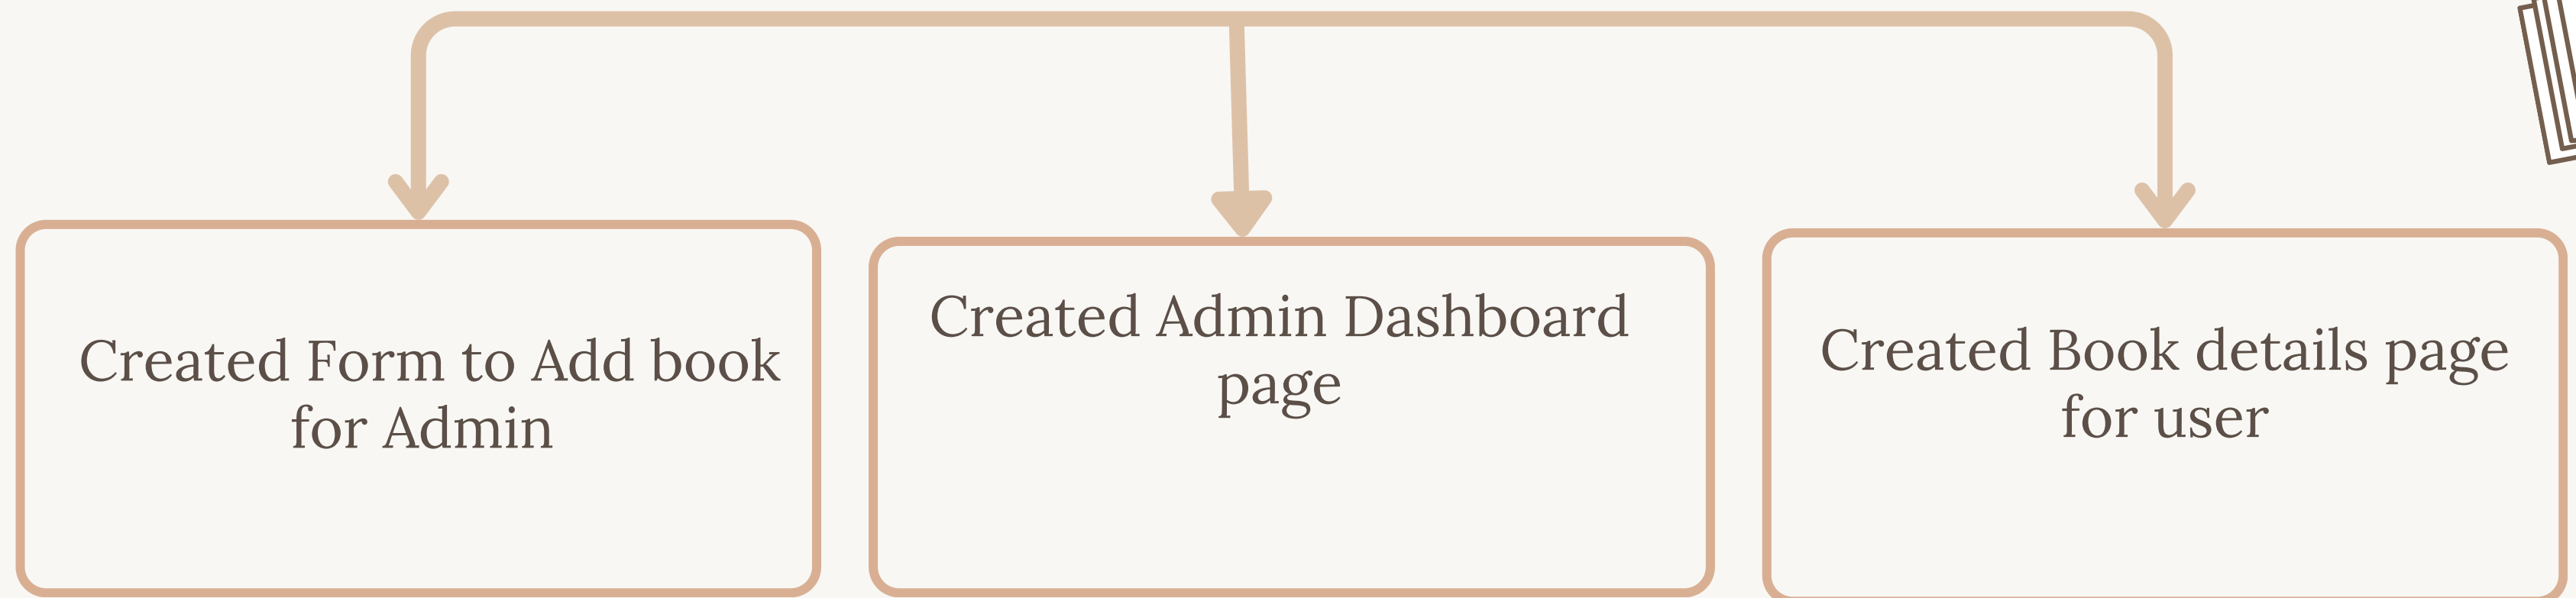 Created Form to Add book
for Admin
Created Admin Dashboard
page
Created Book details page
for user